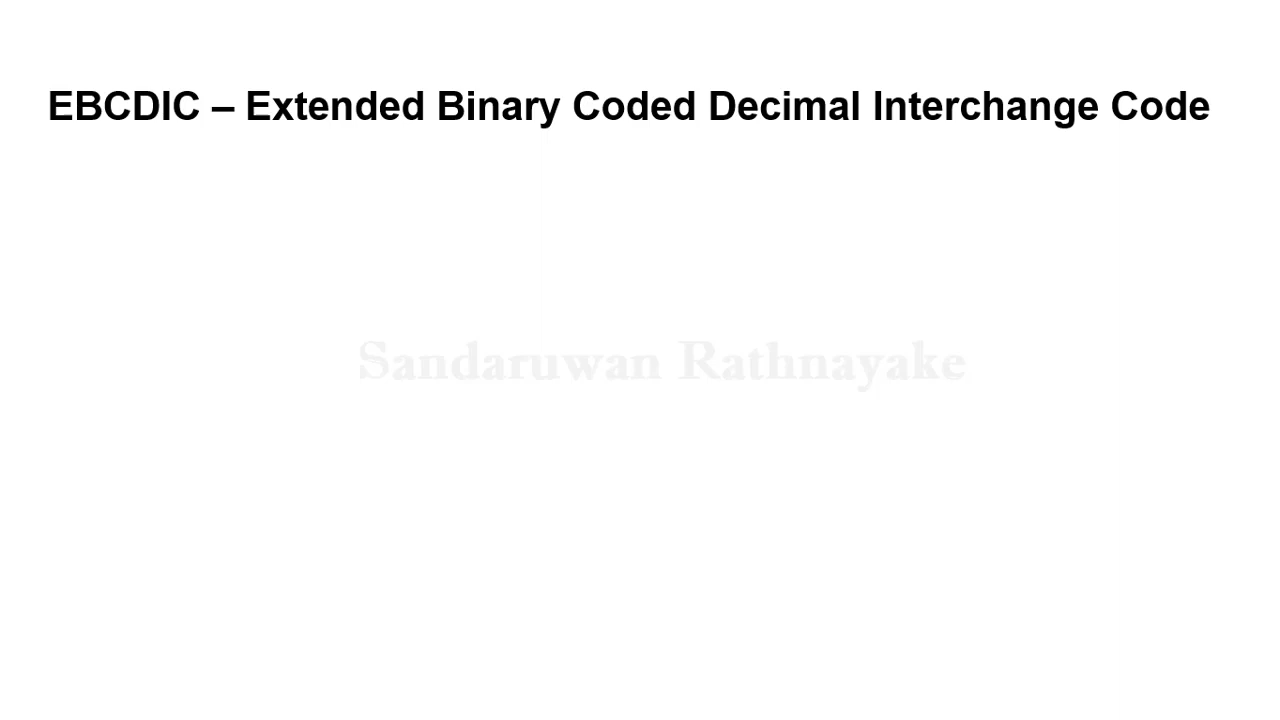 EBCDIC – Extended Binary Coded Decimal Interchange Code
Sandaruwan Rathnayake